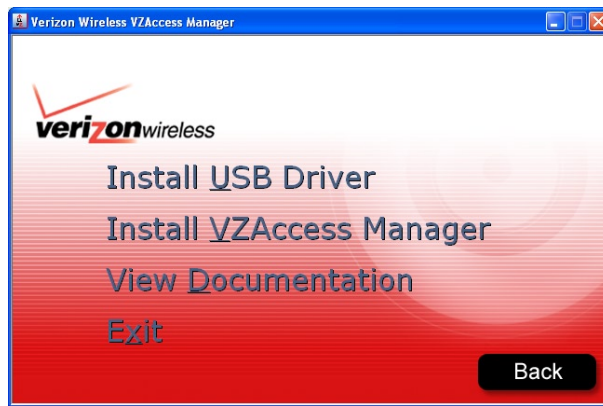 Verizon Wireless VZAccess Manager
verizonwireless
Install USB Driver
Install VZAccess Manager
View Documentation
Exit
Back